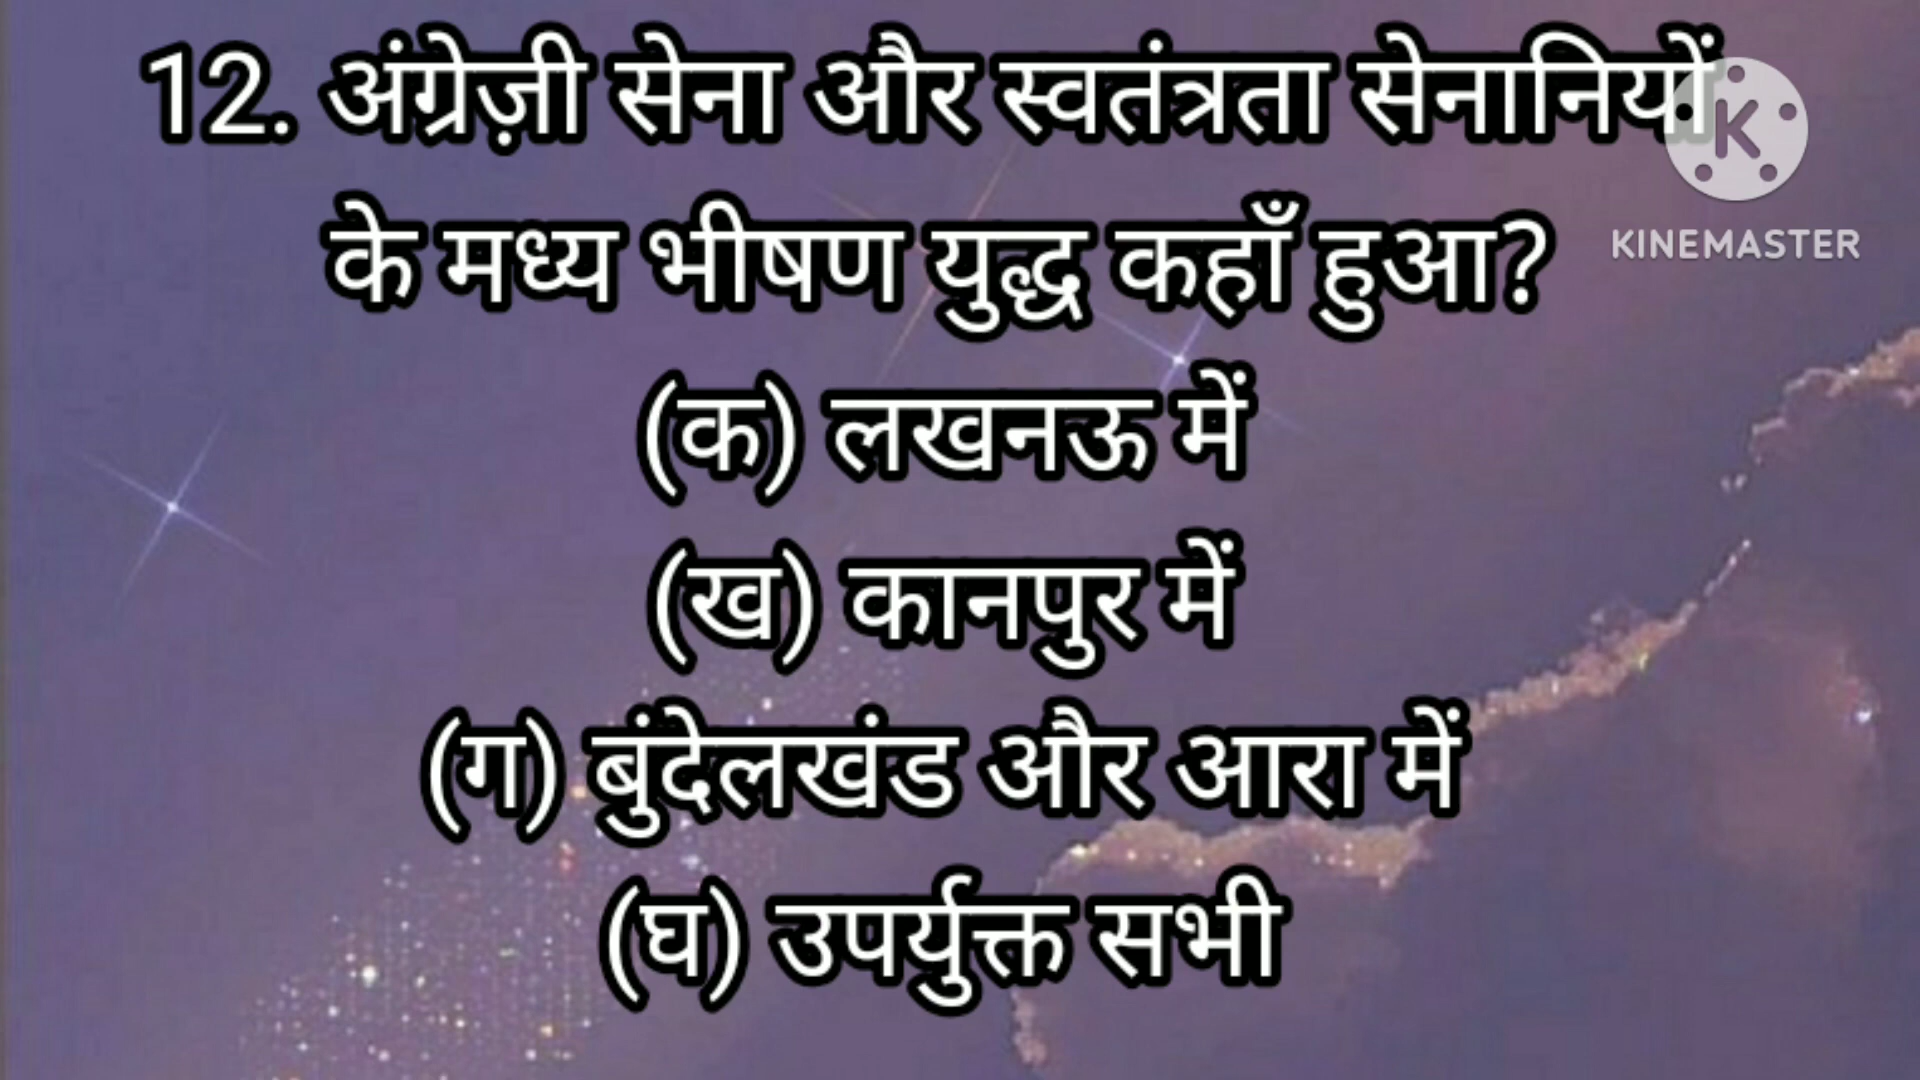 12. अंग्रेज़ी सेना और स्वतंत्रता सेनानियों
के मध्य भीषण युद्ध कहाँ हुआ?
(क) लखनऊ में
(ख) कानपुर में
(ग) बुंदेलखंड और आरा में
(घ) उपर्युक्त सभी
K
KINEMASTER